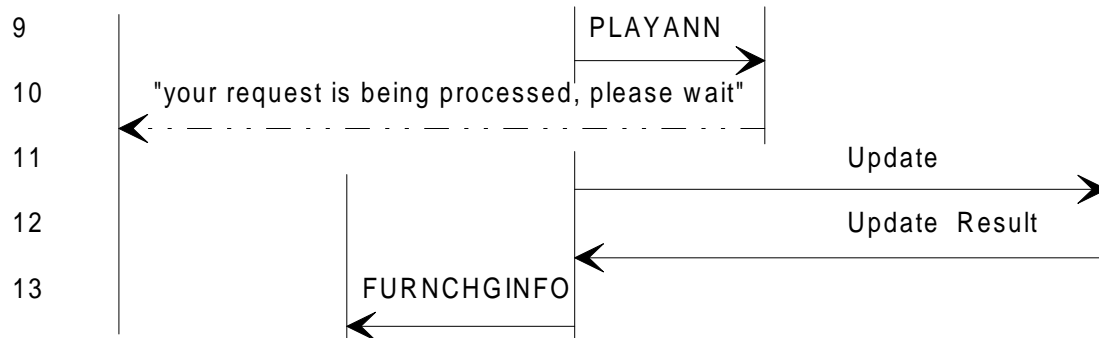 9 PLAYANN
10 "your request is being processed, please wait"
11 Update
12 Update Result
13 FURNCHGINFO